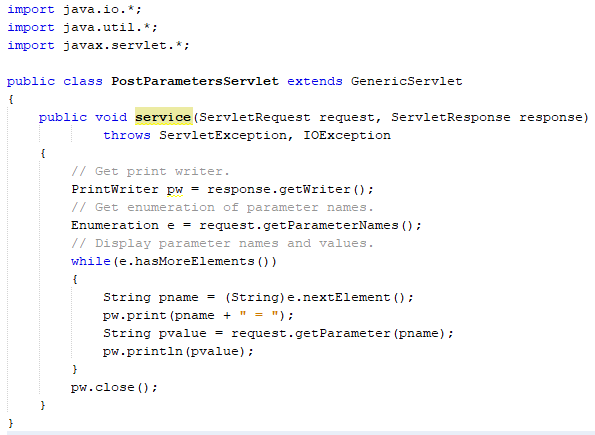 import java.io.*;
import java.util.*;
import javax.servlet.*;

public class PostParametersServlet extends GenericServlet
{
    public void service(ServletRequest request, ServletResponse response)
            throws ServletException, IOException
    {
        // Get print writer.
        PrintWriter pw = response.getWriter();
        // Get enumeration of parameter names.
        Enumeration e = request.getParameterNames();
        // Display parameter names and values.
        while(e.hasMoreElements())
        {
            String pname = (String)e.nextElement();
            pw.print(pname + " = ");
            String pvalue = request.getParameter(pname);
            pw.println(pvalue);
        }
        pw.close();
    }
}